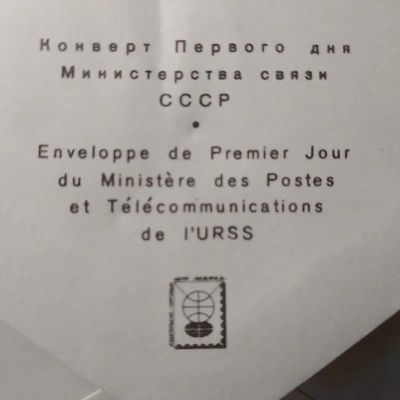 Конверт Первого дня
Министерства связи
СССР
•
Enveloppe de Premier Jour
du Ministère des Postes
et Télécommunications
de l'URSS